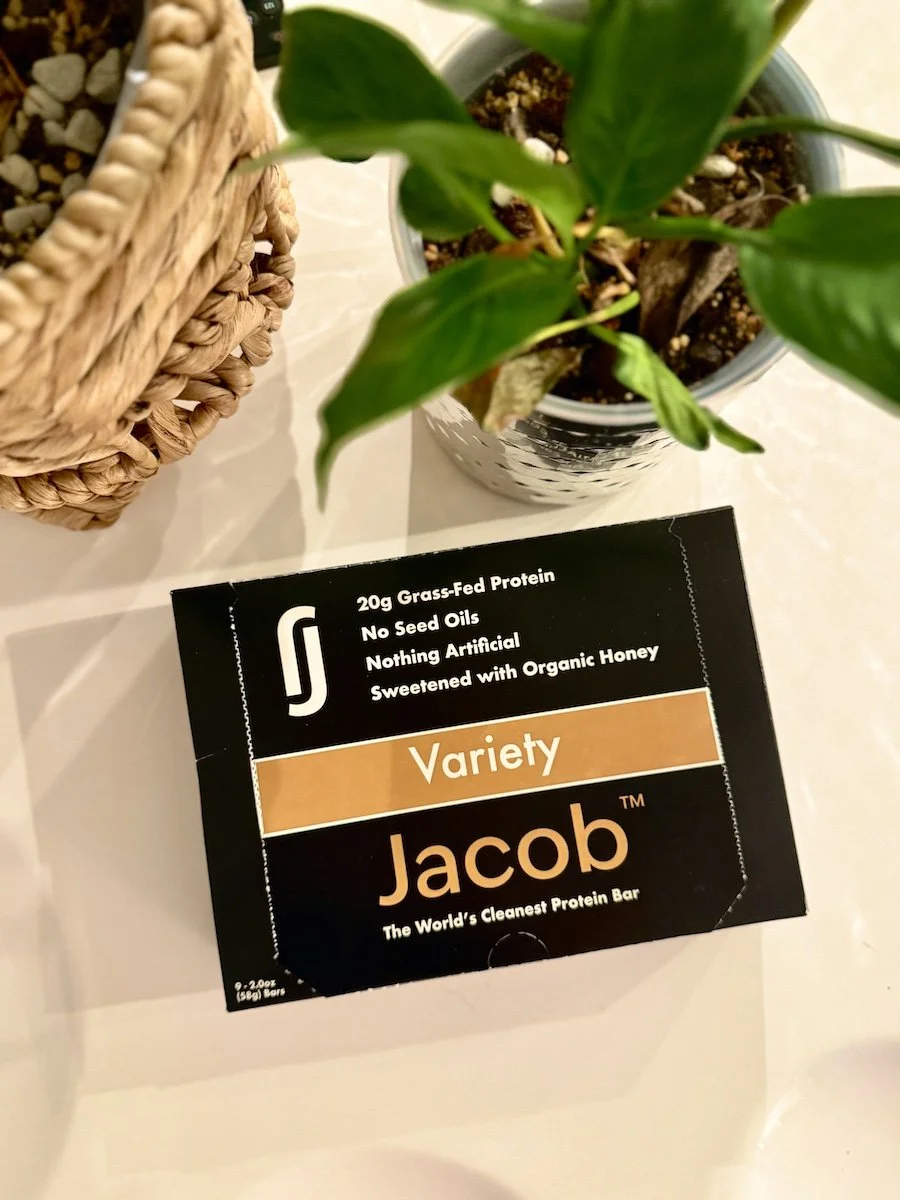 20g Grass-Fed Protein
No Seed Oils
Nothing Artificial
Sweetened with Organic Honey
Variety
Jacob™
The World's Cleanest Protein Bar
9 - 2.0oz
(58g) Bars